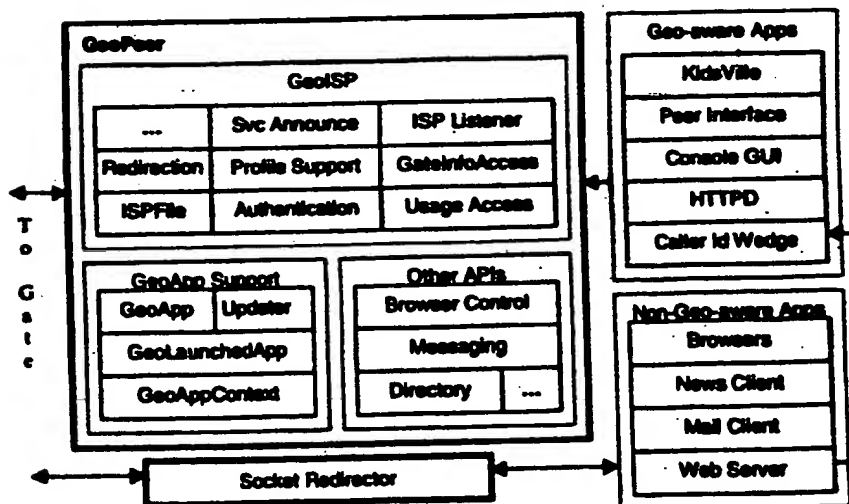 GeoPeer
GeoISP
... Svc Announce ISP Listener
Redirection Profile Support GateInfoAccess
ISPFile Authentication Usage Access
To Gate
GeoApp Support
GeoApp Updater
GeoLaunchedApp
GeoAppContext
Other APIs
Browser Control
Messaging
Directory ...
Socket Redirector
Geo-aware Apps
KidsVille
Peer Interface
Console GUI
HTTPD
Caller Id Wedge
Non-Geo-aware Apps
Browsers
News Client
Mail Client
Web Server